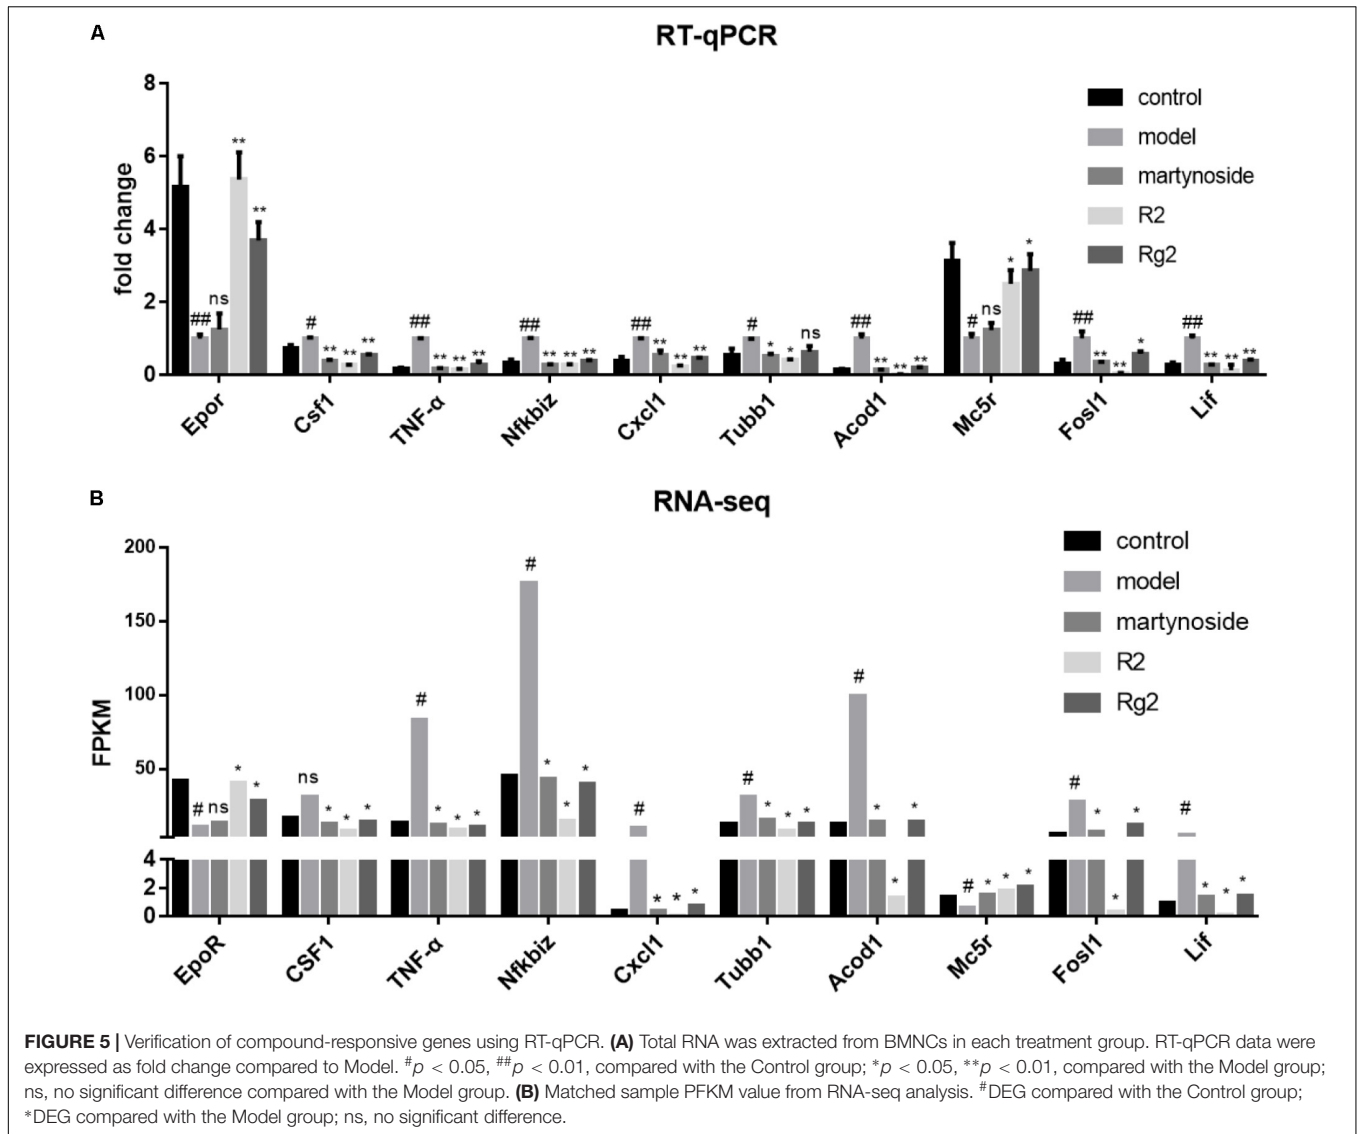 A
RT-qPCR
8
6
4
2
0
fold change
control
model
martynoside
R2
Rg2
## ns ** **
# ** ** **
## ** ** **
## ** ** **
## ** ** **
# * * ns
## ** ** **
# ns * *
## ** ** *
## ** ** **
Epor
Csf1
TNF-α
Nfkbiz
Cxcl1
Tubb1
Acod1
Mc5r
Fosl1
Lif
B
RNA-seq
200
150
100
50
4
2
0
FPKM
control
model
martynoside
R2
Rg2
# ns * *
ns * * *
# * * *
# * * *
# * * *
# * * *
# * * *
# * * *
# * * *
# * * *
EpoR
CSF1
TNF-α
Nfkbiz
Cxcl1
Tubb1
Acod1
Mc5r
Fosl1
Lif
FIGURE 5 | Verification of compound-responsive genes using RT-qPCR. (A) Total RNA was extracted from BMNCs in each treatment group. RT-qPCR data were
expressed as fold change compared to Model. #p < 0.05, ##p < 0.01, compared with the Control group; *p < 0.05, **p < 0.01, compared with the Model group;
ns, no significant difference compared with the Model group. (B) Matched sample PFKM value from RNA-seq analysis. #DEG compared with the Control group;
*DEG compared with the Model group; ns, no significant difference.